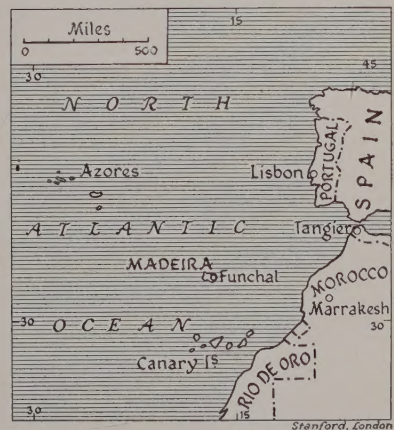 15
Miles
0 500
30
45
NORTH
Azores
Lisbon
PORTUGAL
SPAIN
ATLANTIC
Tangier
MADEIRA
Funchal
MOROCCO
Marrakesh
30
OCEAN
30
Canary Is
RIO DE ORO
30
15
Stanford, London